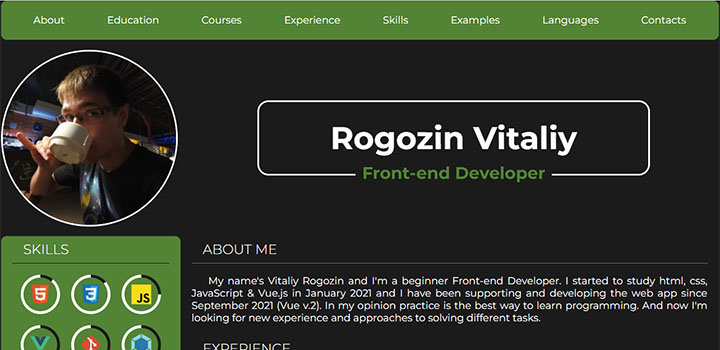 About Education Courses Experience Skills Examples Languages Contacts
Rogozin Vitaliy
Front-end Developer
SKILLS
5
3
JS
ABOUT ME
My name's Vitaliy Rogozin and I'm a beginner Front-end Developer. I started to study html, css,
JavaScript & Vue.js in January 2021 and I have been supporting and developing the web app since
September 2021 (Vue v.2). In my opinion practice is the best way to learn programming. And now I'm
looking for new experience and approaches to solving different tasks.
EXPERIENCE